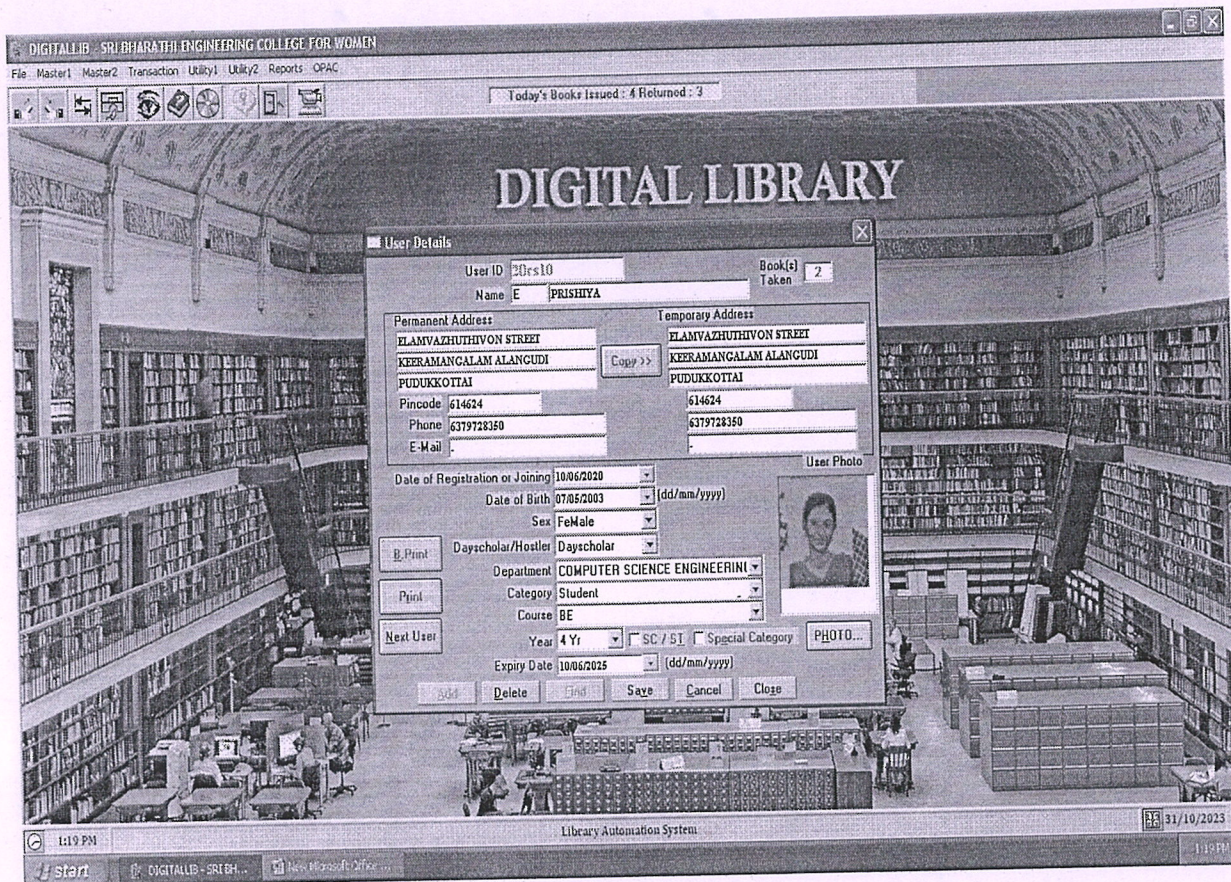 DIGITALLIB - SRI BHARATHI ENGINEERING COLLEGE FOR WOMEN
File Master1 Master2 Transaction Utility1 Utility2 Reports OPAC
Today's Books Issued : 4 Returned : 3
DIGITAL LIBRARY
User Details
User ID 20cs10 Book(s) Taken 2
Name E PRISHIYA
Permanent Address Temporary Address
ELAMVAZHUTHIVON STREET ELAMVAZHUTHIVON STREET
KEERAMANGALAM ALANGUDI Copy >> KEERAMANGALAM ALANGUDI
PUDUKKOTTAI PUDUKKOTTAI
Pincode 614624 614624
Phone 6379728350 6379728350
E-Mail - -
User Photo
Date of Registration or Joining 10/06/2020
Date of Birth 07/05/2003 (dd/mm/yyyy)
Sex FeMale
B.Print Dayscholar/Hostler Dayscholar
Department COMPUTER SCIENCE ENGINEERIN
Print Category Student
Course BE
Next User Year 4 Yr SC / ST Special Category PHOTO...
Expiry Date 10/06/2025 (dd/mm/yyyy)
Add Delete Find Save Cancel Close
1:19 PM Library Automation System 31/10/2023
start DIGITALLIB - SRI BH... New Microsoft Office ... 1:19 PM